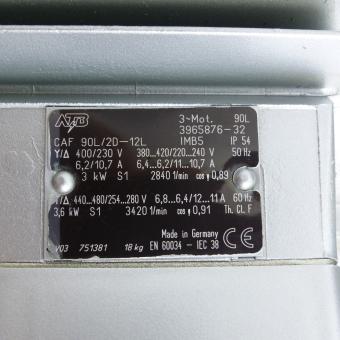 ATB 3~Mot. 90L
3965876-32
CAF 90L/2D-12L IMB5 IP 54
Y/Δ 400/230 V 380...420/220...240 V 50 Hz
6,2/10,7 A 6,4...6,2/11...10,7 A
3 kW S1 2840 1/min cos φ 0,89
Y/Δ 440...480/254...280 V 6,8...6,4/12...11 A 60 Hz
3,6 kW S1 3420 1/min cos φ 0,91 Th. CL F
Made in Germany
V03 751381 18 kg EN 60034 - IEC 38 CE